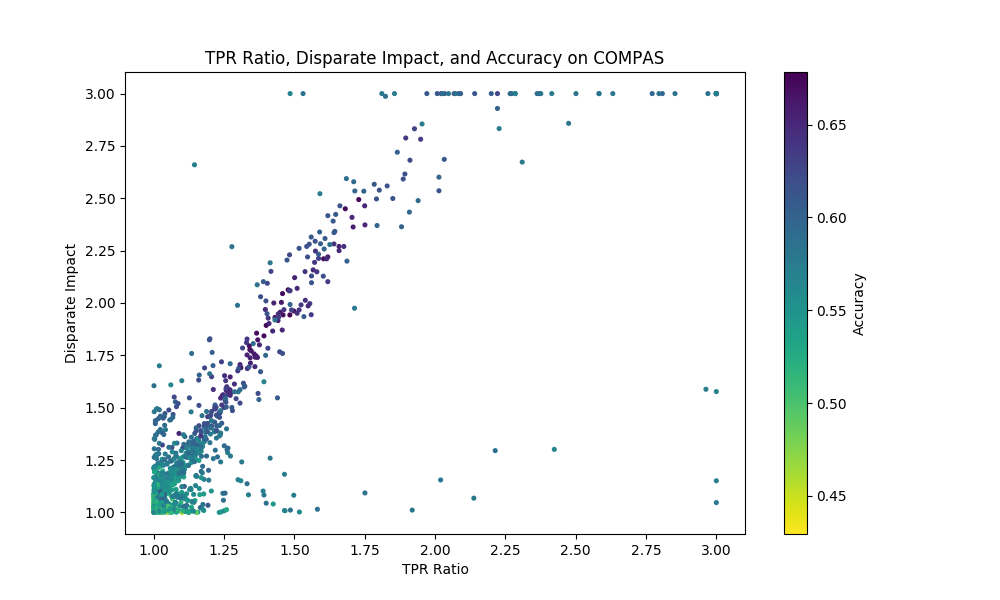 TPR Ratio, Disparate Impact, and Accuracy on COMPAS
3.00
2.75
2.50
2.25
2.00
1.75
1.50
1.25
1.00
Disparate Impact
1.00 1.25 1.50 1.75 2.00 2.25 2.50 2.75 3.00
TPR Ratio
0.65
0.60
0.55
0.50
0.45
Accuracy